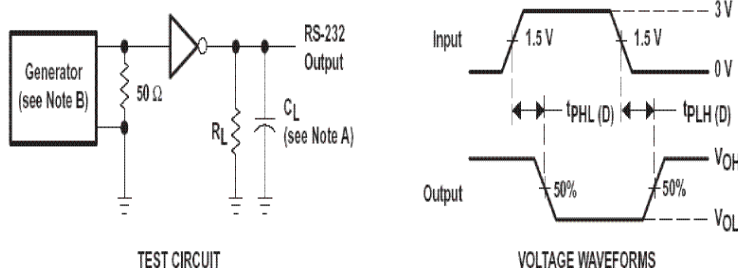 Generator
(see Note B)
50 Ω
RS-232
Output
RL
CL
(see Note A)
TEST CIRCUIT
Input
1.5 V
1.5 V
3 V
0 V
tPHL (D)
tPLH (D)
Output
50%
50%
VOH
VOL
VOLTAGE WAVEFORMS